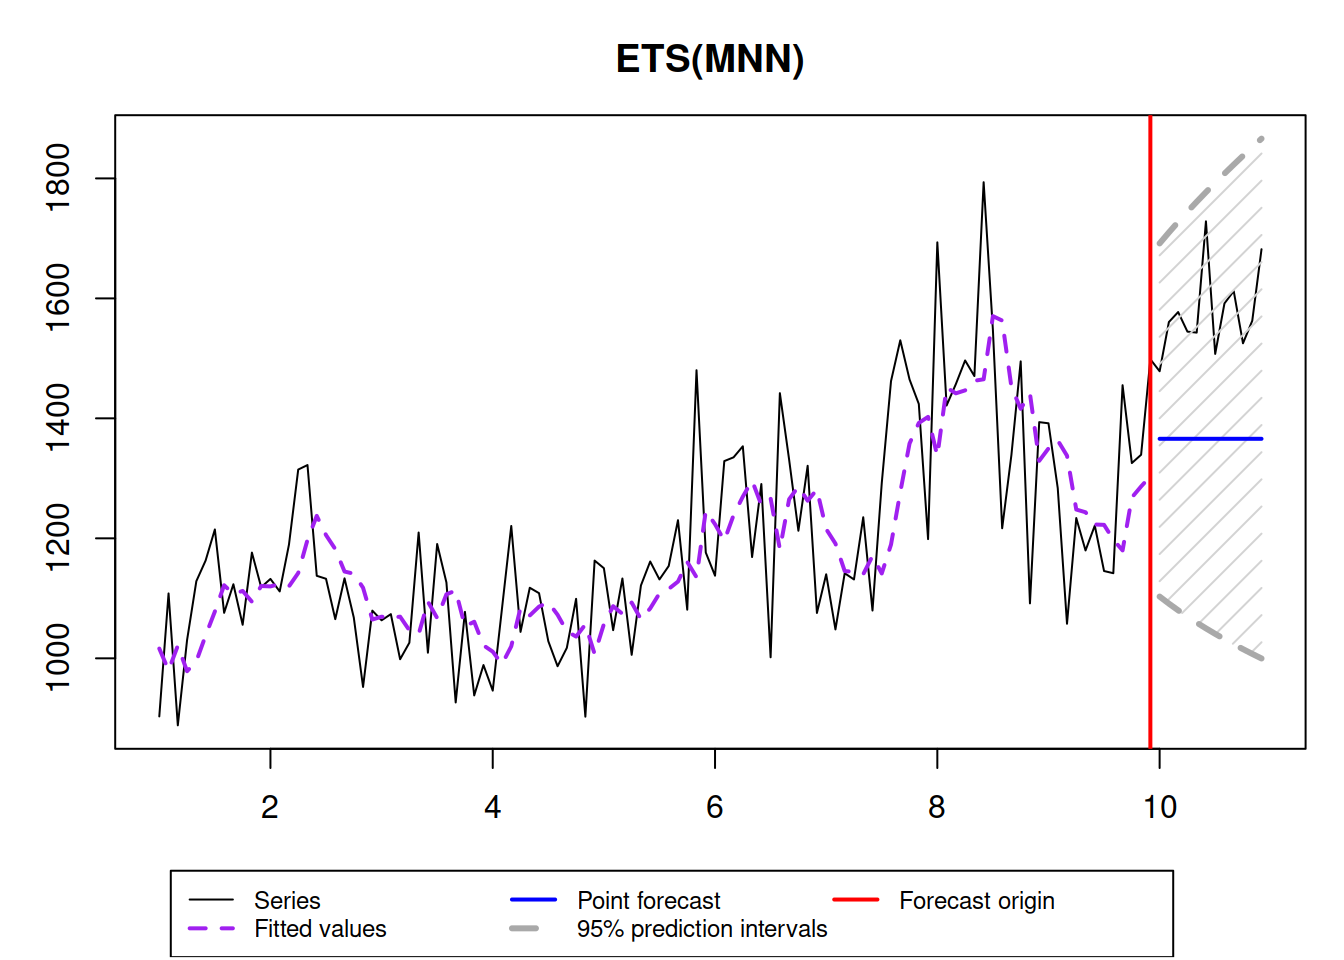 ETS(MNN)
1800
1600
1400
1200
1000
2 4 6 8 10
Series Point forecast Forecast origin
Fitted values 95% prediction intervals